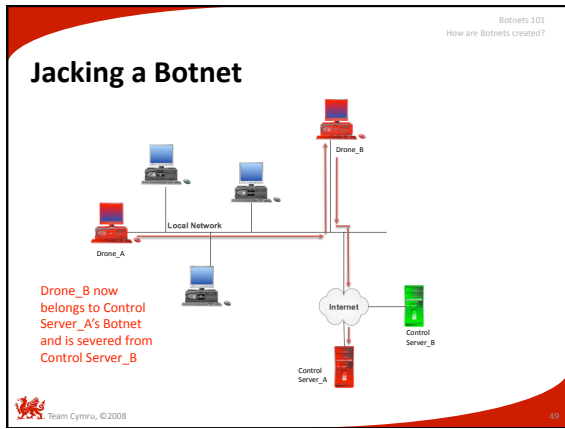 Botnets 101
How are Botnets created?
Jacking a Botnet
Drone_B
Local Network
Drone_A
Drone_B now
belongs to Control
Server_A's Botnet
and is severed from
Control Server_B
Internet
Control
Server_B
Control
Server_A
Team Cymru, ©2008
49